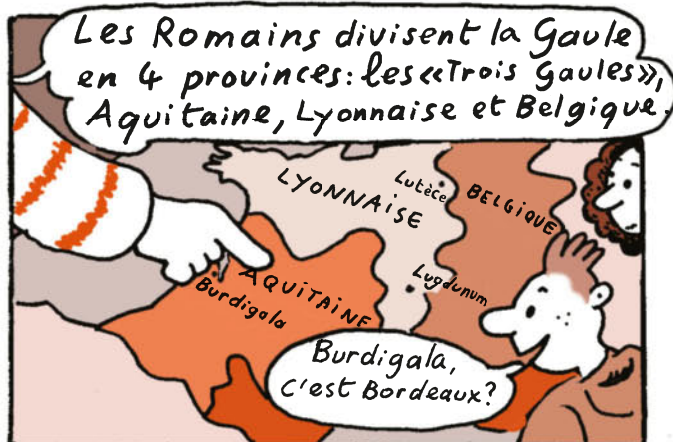 Les Romains divisent la Gaule
en 4 provinces: les «Trois Gaules»,
Aquitaine, Lyonnaise et Belgique.
LYONNAISE
Lutèce
BELGIQUE
AQUITAINE
Burdigala
Lugdunum
Burdigala,
c'est Bordeaux?